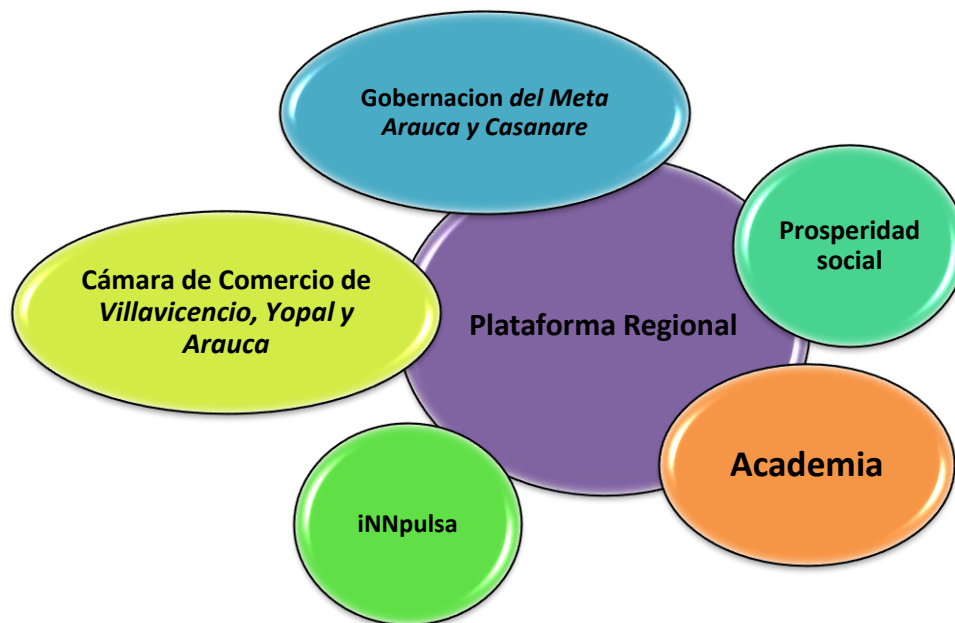 Gobernacion del Meta
Arauca y Casanare
Prosperidad
social
Cámara de Comercio de
Villavicencio, Yopal y
Arauca
Plataforma Regional
Academia
iNNpulsa